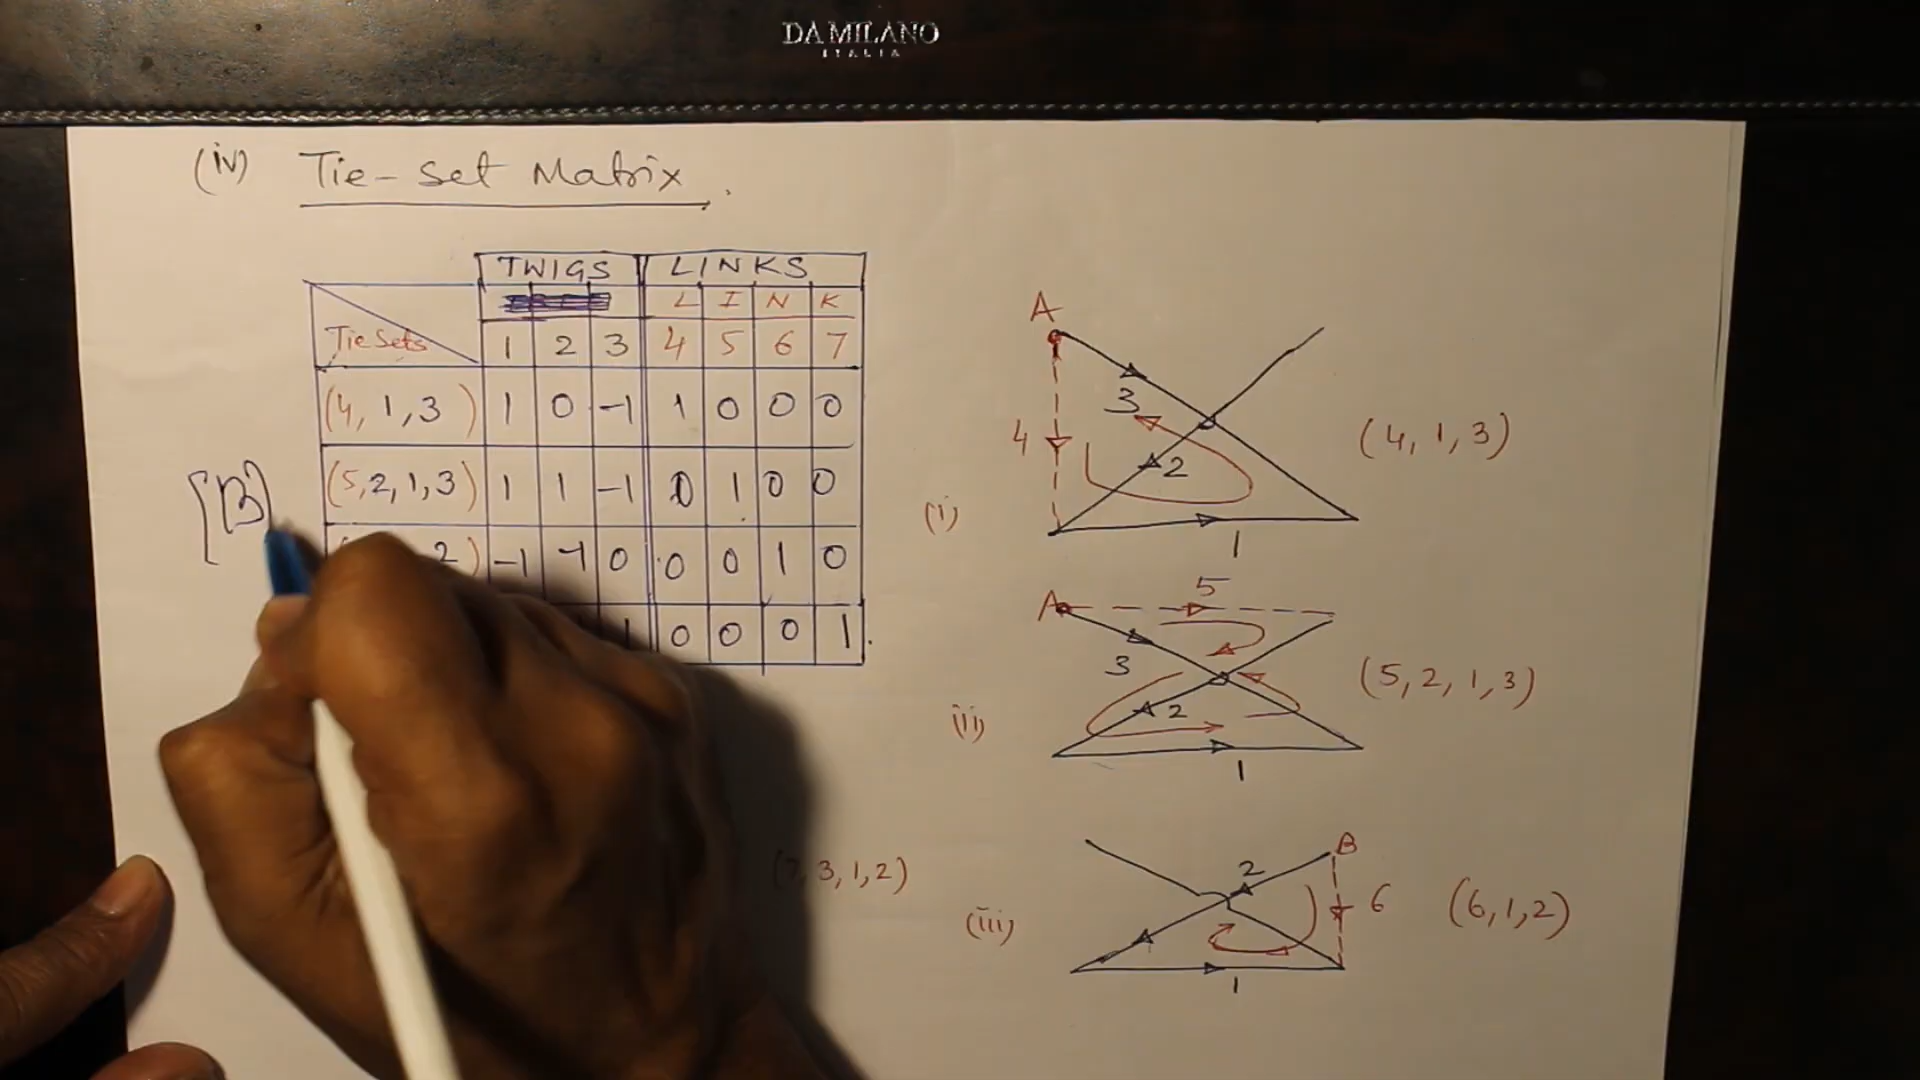 DA MILANO
ITALIA
(iv) Tie-Set Matrix.
TWIGS LINKS
L I N K
Tie Sets 1 2 3 4 5 6 7
(4, 1, 3) 1 0 -1 1 0 0 0
(5, 2, 1, 3) 1 1 -1 0 1 0 0
2) -1 -1 0 0 0 1 0
1 0 0 0 1.
[B]
3, 1, 2)
A
3
4
2
(4, 1, 3)
(i)
1
5
A
3
(5, 2, 1, 3)
2
(ii)
1
B
2
6
(6, 1, 2)
(iii)
1